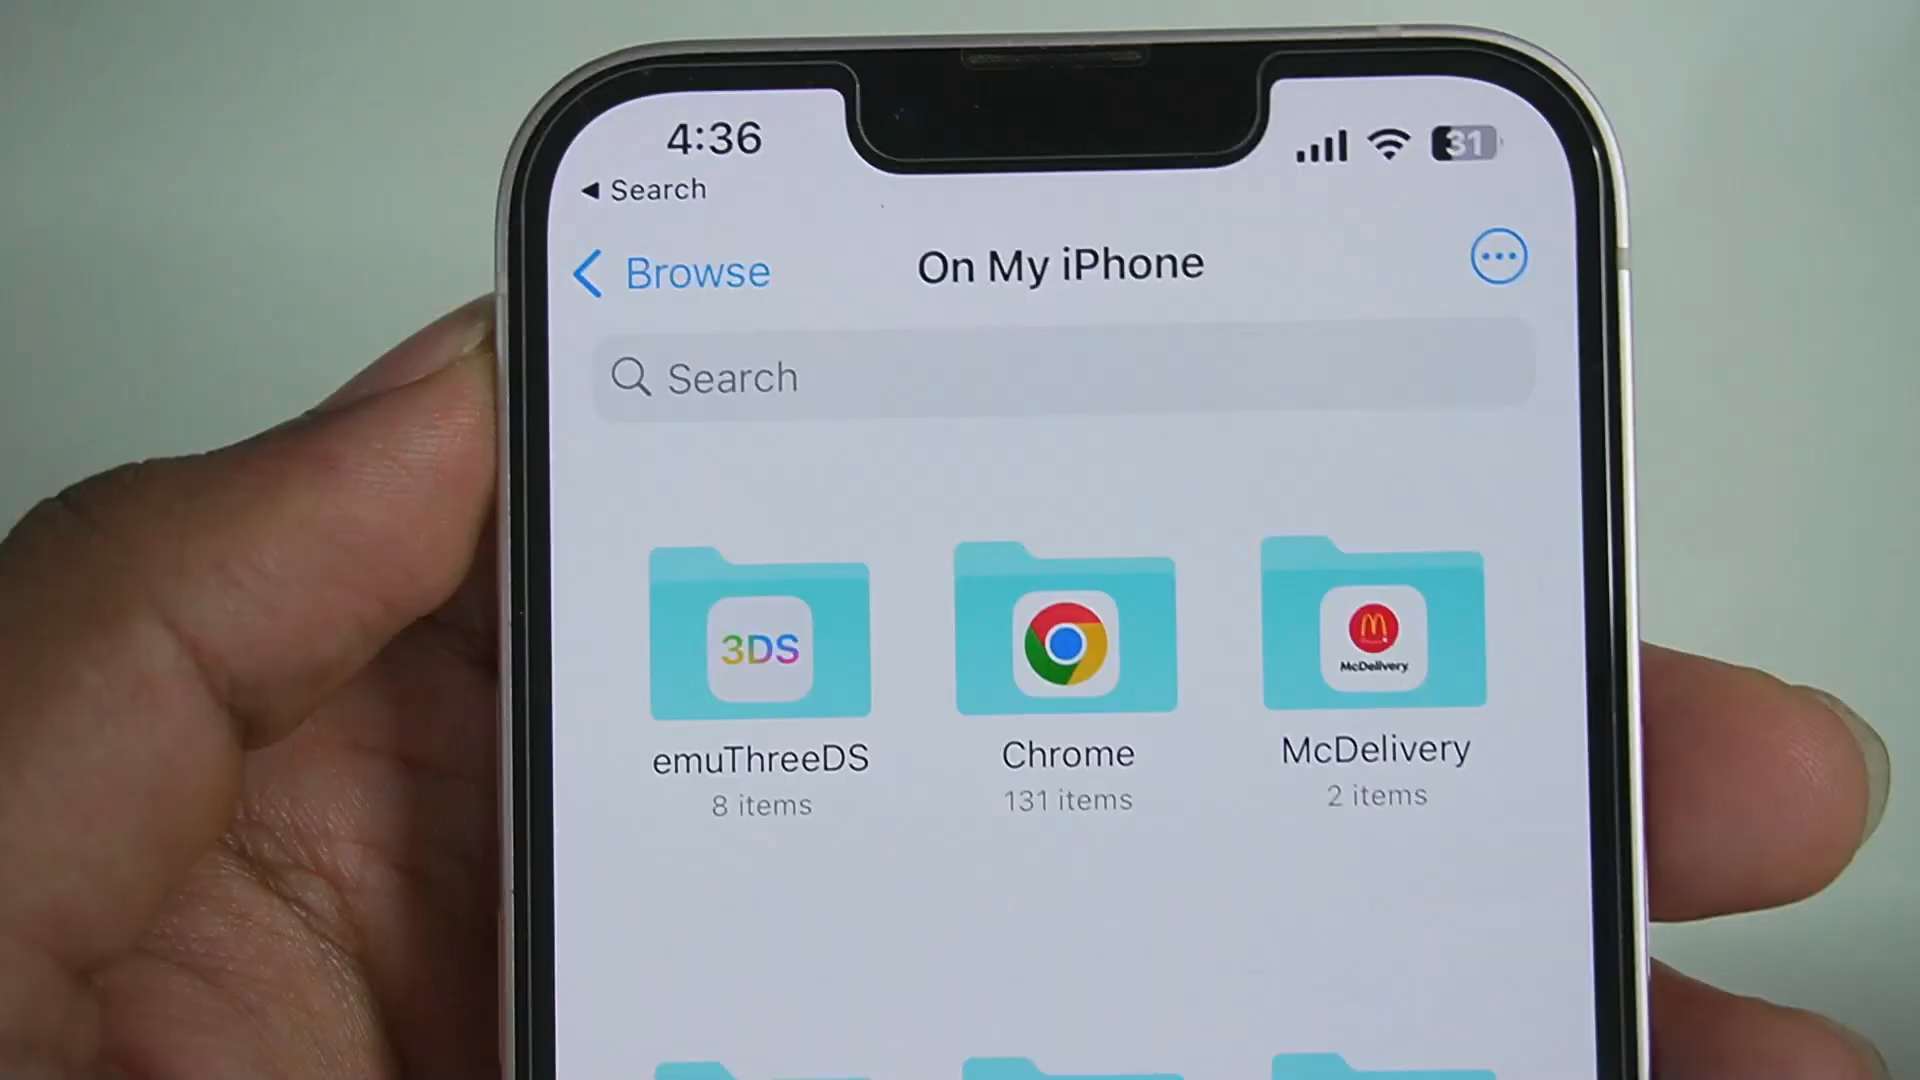 4:36
31
Search
Browse
On My iPhone
Search
3DS
McDelivery
emuThreeDS
Chrome
McDelivery
8 items
131 items
2 items